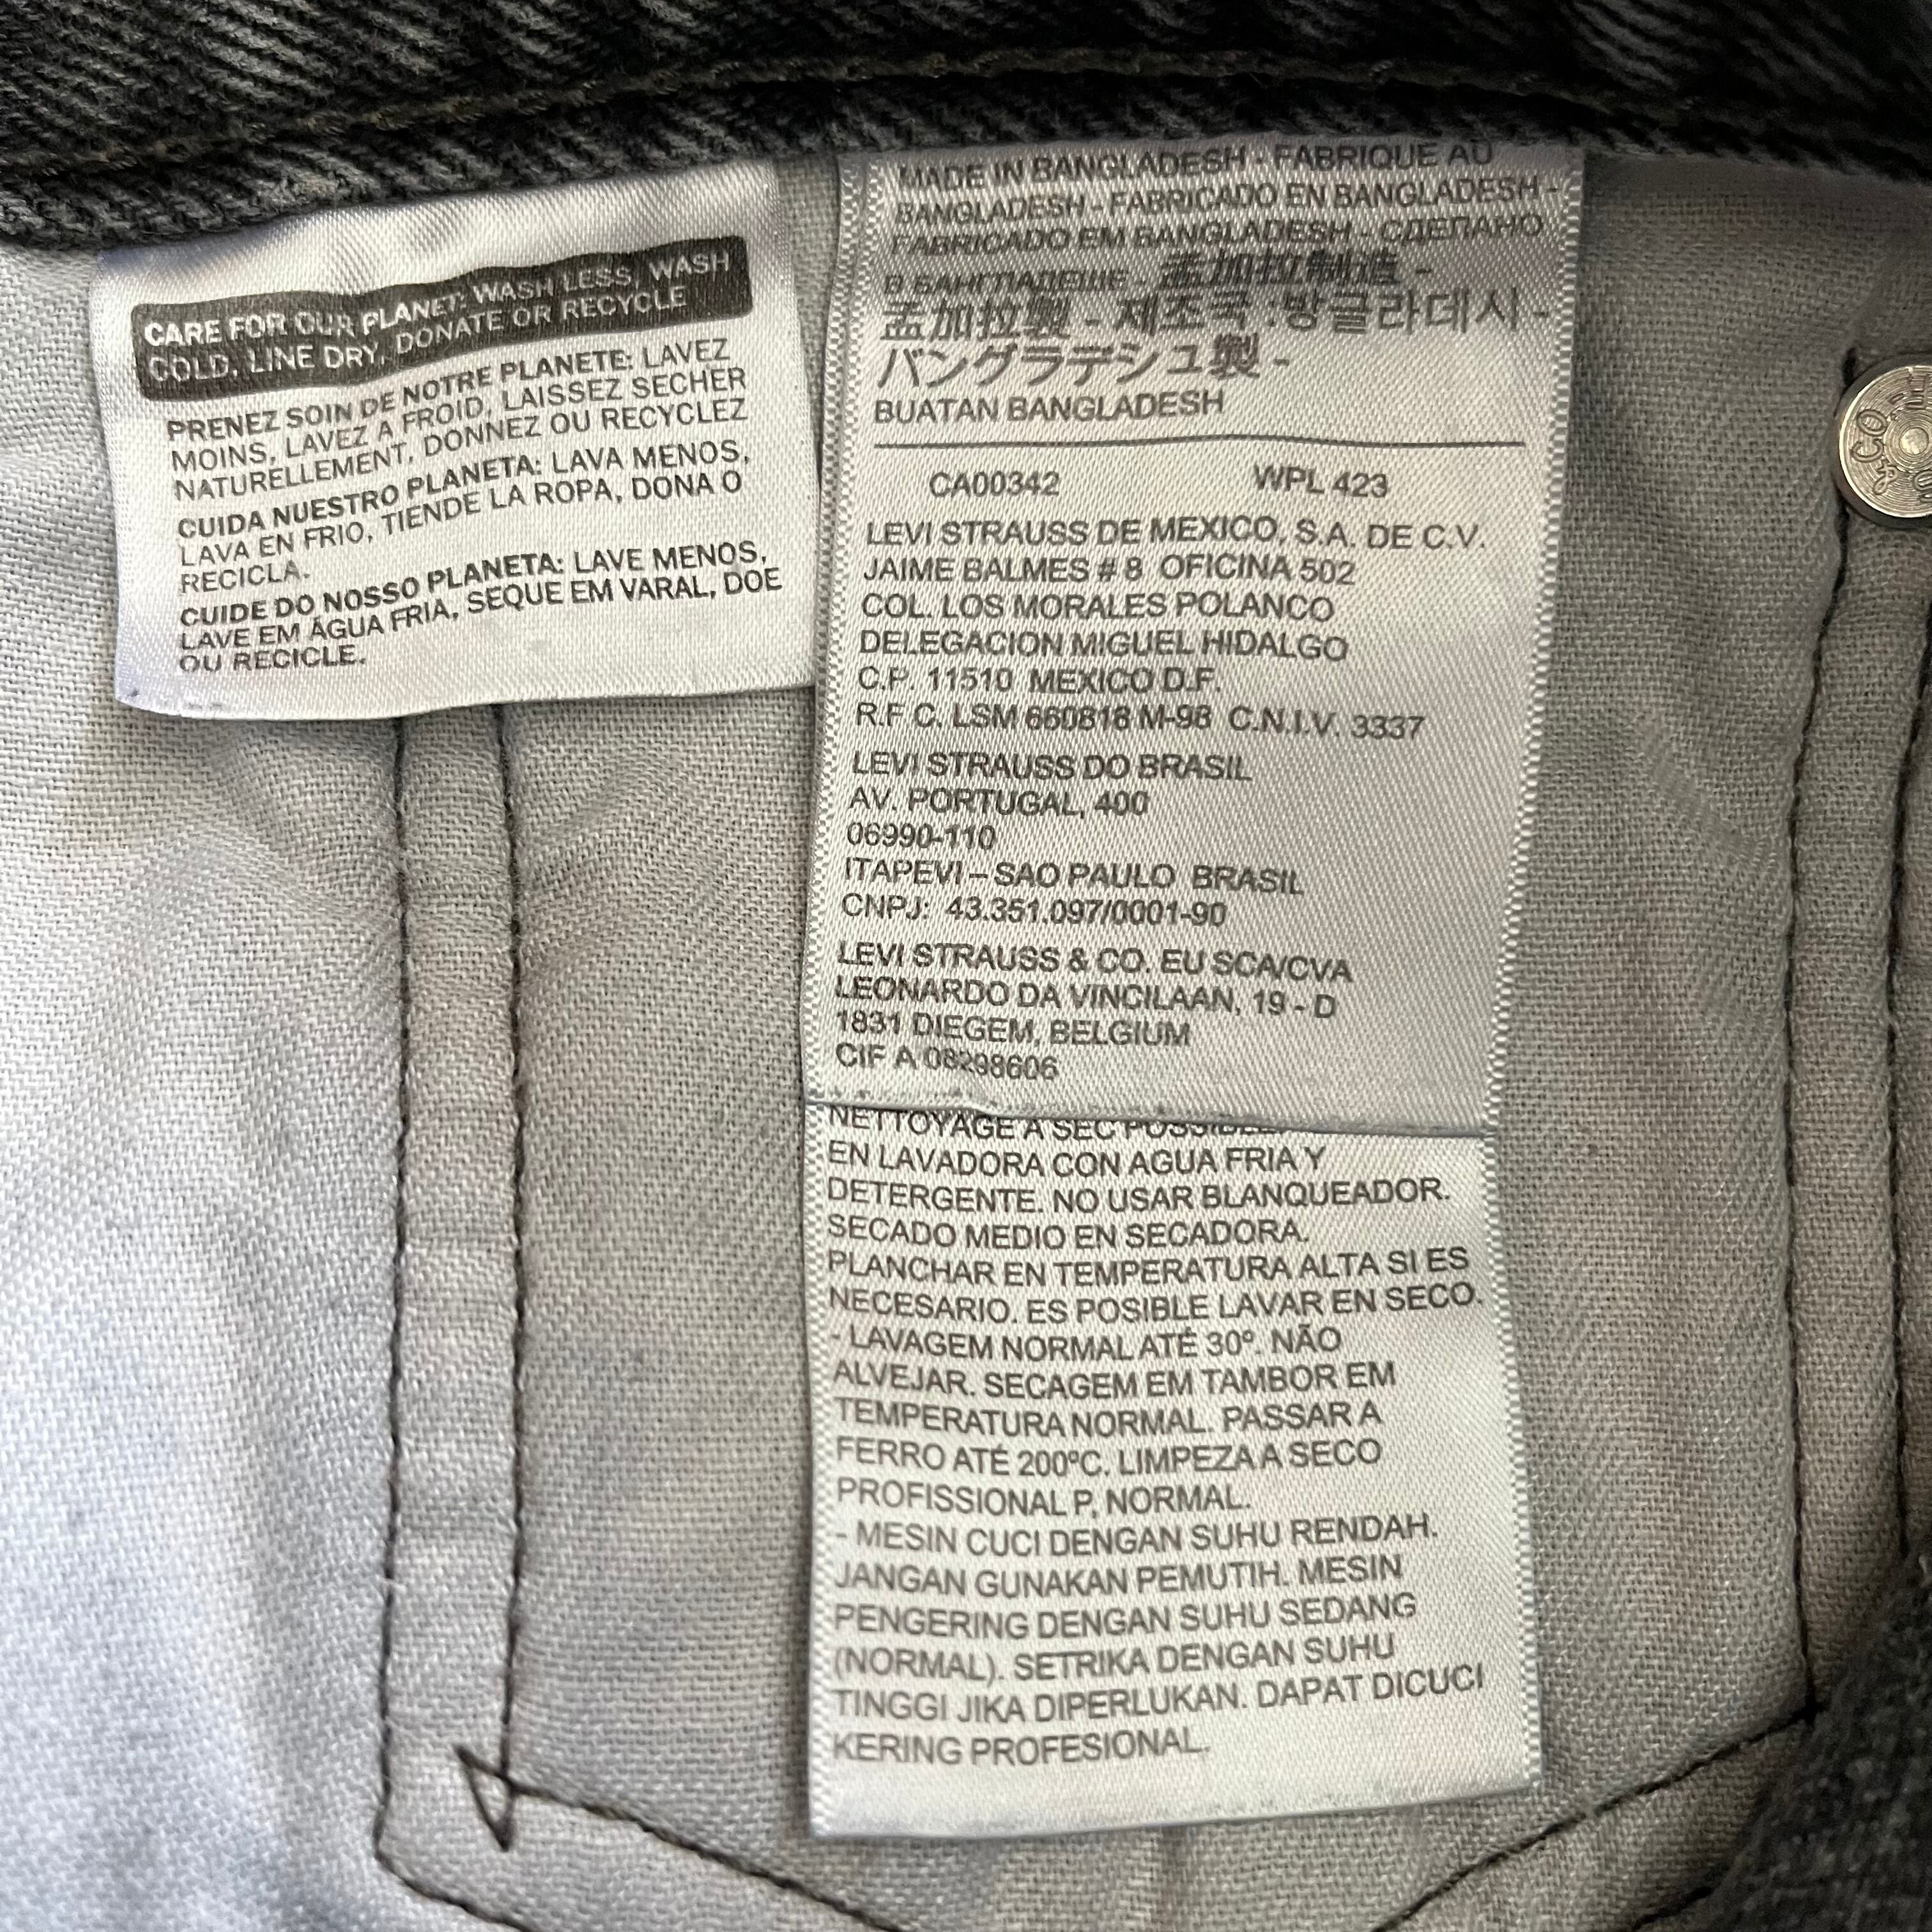 CARE FOR OUR PLANET: WASH LESS, WASH
COLD, LINE DRY, DONATE OR RECYCLE
PRENEZ SOIN DE NOTRE PLANETE: LAVEZ
MOINS, LAVEZ A FROID, LAISSEZ SECHER
NATURELLEMENT, DONNEZ OU RECYCLEZ
CUIDA NUESTRO PLANETA: LAVA MENOS,
LAVA EN FRIO, TIENDE LA ROPA, DONA O
RECICLA.
CUIDE DO NOSSO PLANETA: LAVE MENOS,
LAVE EM ÁGUA FRIA, SEQUE EM VARAL, DOE
OU RECICLE.
MADE IN BANGLADESH - FABRIQUE AU
BANGLADESH - FABRICADO EN BANGLADESH -
FABRICADO EM BANGLADESH - СДЕЛАНО
В БАНГЛАДЕШЕ - 孟加拉制造 -
孟加拉製 - 제조국 :방글라데시 -
バングラデシュ製 -
BUATAN BANGLADESH
CA00342 WPL 423
LEVI STRAUSS DE MEXICO, S.A. DE C.V.
JAIME BALMES # 8 OFICINA 502
COL. LOS MORALES POLANCO
DELEGACION MIGUEL HIDALGO
C.P. 11510 MEXICO D.F.
R.F C. LSM 660818 M-98 C.N.I.V. 3337
LEVI STRAUSS DO BRASIL
AV. PORTUGAL, 400
06990-110
ITAPEVI – SAO PAULO BRASIL
CNPJ: 43.351.097/0001-90
LEVI STRAUSS & CO. EU SCA/CVA
LEONARDO DA VINCILAAN, 19 - D
1831 DIEGEM, BELGIUM
CIF A 08298606
NETTOYAGE A SEC POSSIBLE
EN LAVADORA CON AGUA FRIA Y
DETERGENTE. NO USAR BLANQUEADOR.
SECADO MEDIO EN SECADORA.
PLANCHAR EN TEMPERATURA ALTA SI ES
NECESARIO. ES POSIBLE LAVAR EN SECO.
- LAVAGEM NORMAL ATÉ 30º. NÃO
ALVEJAR. SECAGEM EM TAMBOR EM
TEMPERATURA NORMAL. PASSAR A
FERRO ATÉ 200ºC. LIMPEZA A SECO
PROFISSIONAL P, NORMAL.
- MESIN CUCI DENGAN SUHU RENDAH.
JANGAN GUNAKAN PEMUTIH. MESIN
PENGERING DENGAN SUHU SEDANG
(NORMAL). SETRIKA DENGAN SUHU
TINGGI JIKA DIPERLUKAN. DAPAT DICUCI
KERING PROFESIONAL.
& CO